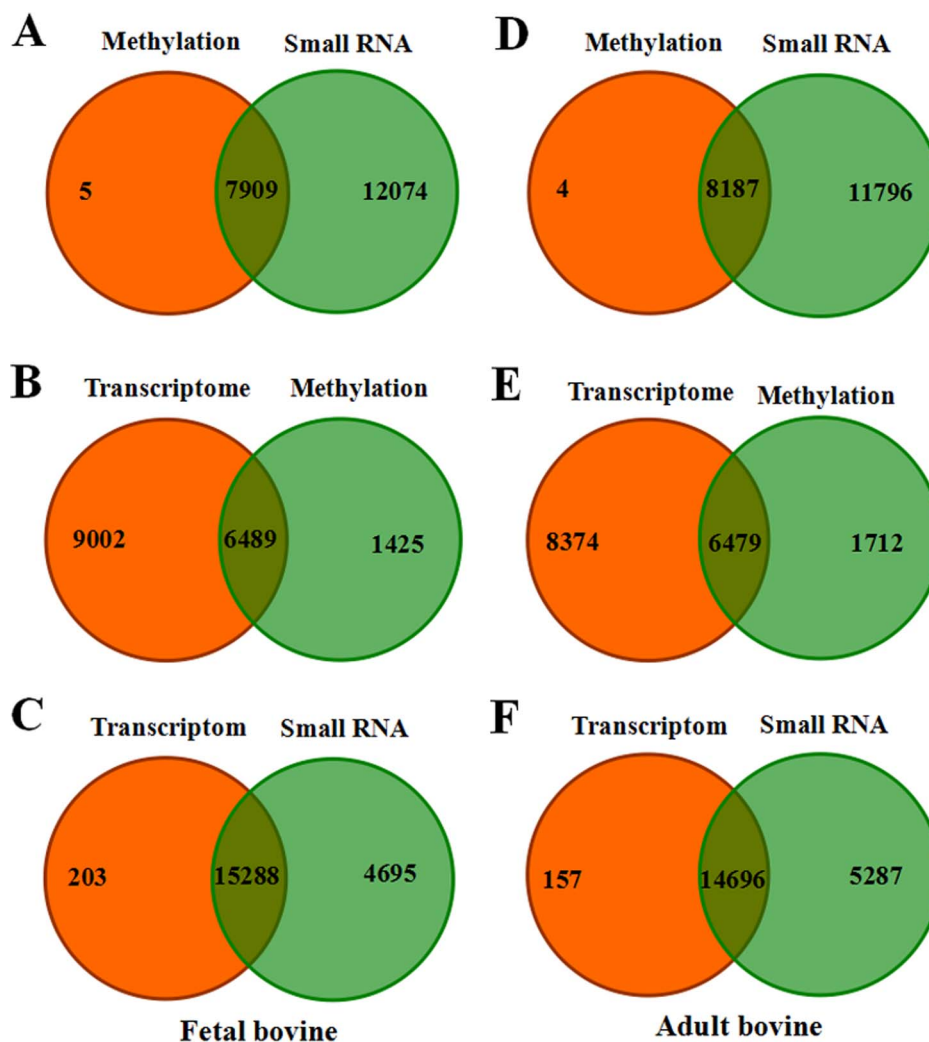 A
Methylation Small RNA
5 7909 12074
D
Methylation Small RNA
4 8187 11796
B
Transcriptome Methylation
9002 6489 1425
E
Transcriptome Methylation
8374 6479 1712
C
Transcriptom Small RNA
203 15288 4695
Fetal bovine
F
Transcriptom Small RNA
157 14696 5287
Adult bovine